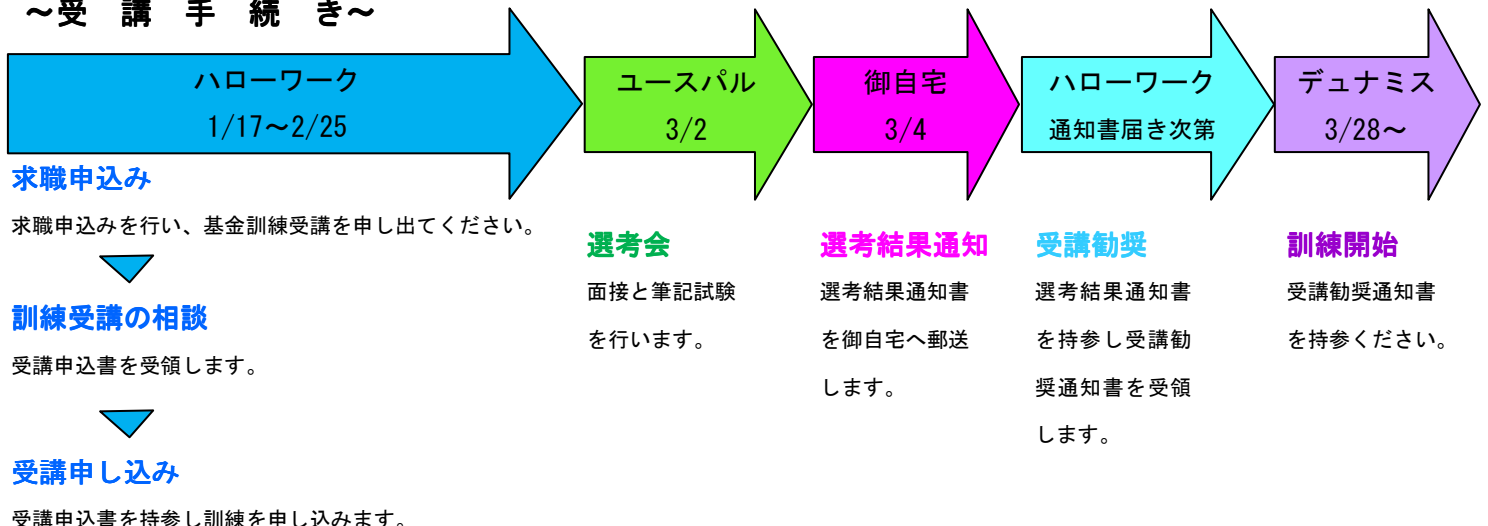 ～受 講 手 続 き～
ハローワーク
1/17～2/25
求職申込み
求職申込みを行い、基金訓練受講を申し出てください。
訓練受講の相談
受講申込書を受領します。
受講申し込み
受講申込書を持参し訓練を申し込みます。
ユースパル
3/2
選考会
面接と筆記試験
を行います。
御自宅
3/4
選考結果通知
選考結果通知書
を御自宅へ郵送
します。
ハローワーク
通知書届き次第
受講勧奨
選考結果通知書
を持参し受講勧
奨通知書を受領
します。
デュナミス
3/28～
訓練開始
受講勧奨通知書
を持参ください。